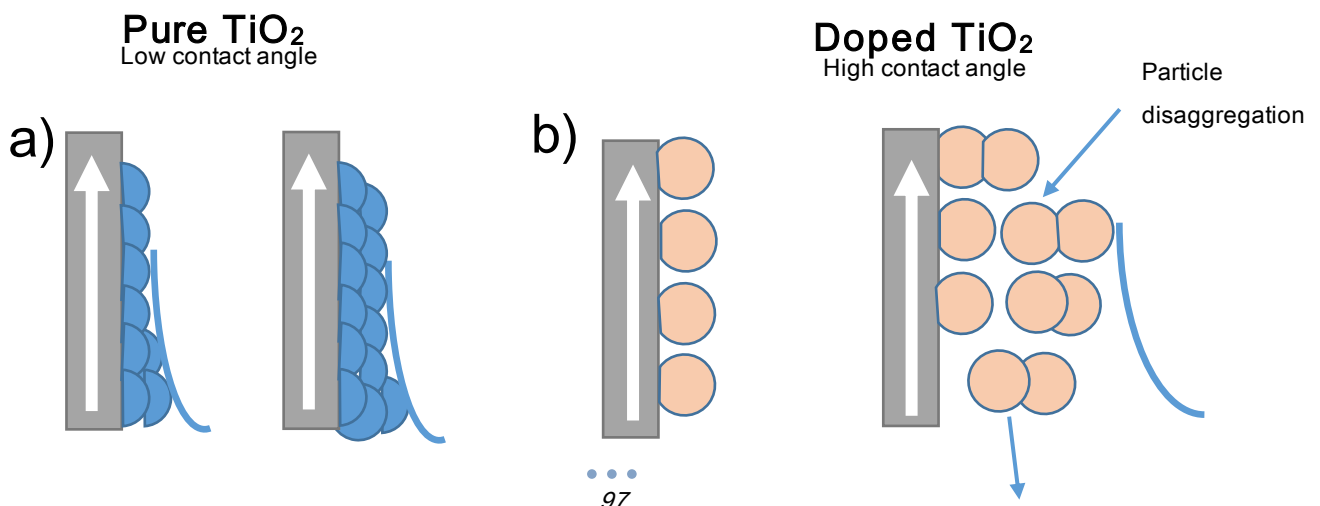 Pure TiO₂
Low contact angle
Doped TiO₂
High contact angle
Particle
disaggregation
a)
b)
97